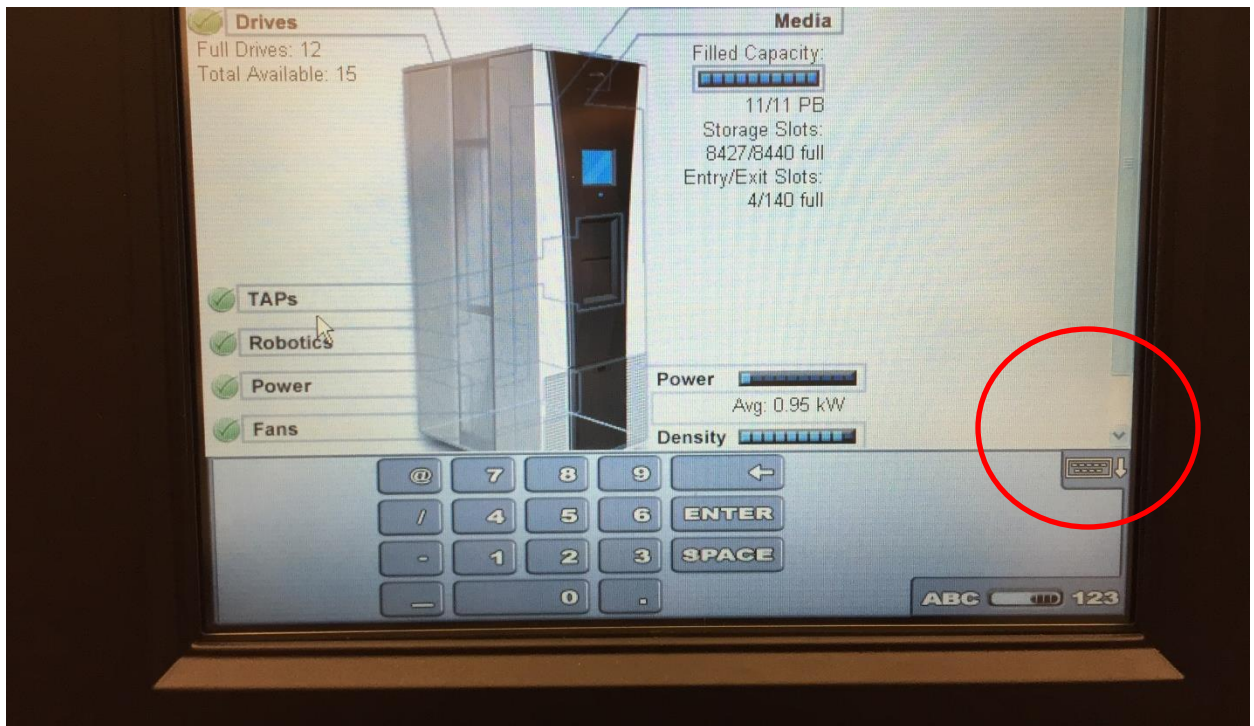 Drives
Full Drives: 12
Total Available: 15
Media
Filled Capacity:
11/11 PB
Storage Slots:
8427/8440 full
Entry/Exit Slots:
4/140 full
TAPs
Robotics
Power
Fans
Power
Avg: 0.95 kW
Density
@ 7 8 9
/ 4 5 6 ENTER
- 1 2 3 SPACE
_ 0 .
ABC 123